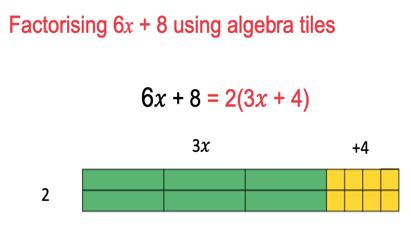 Factorising 6x + 8 using algebra tiles
6x + 8 = 2(3x + 4)
3x +4
2